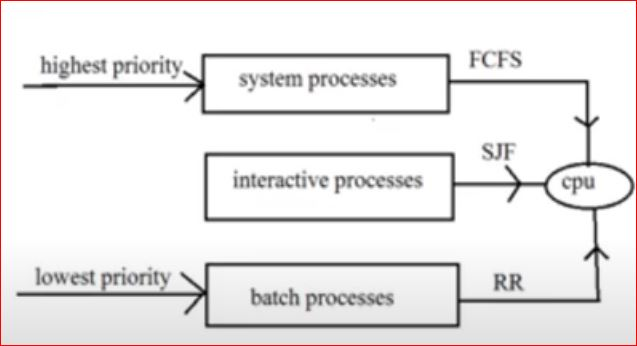 highest priority
system processes
FCFS
interactive processes
SJF
cpu
lowest priority
batch processes
RR